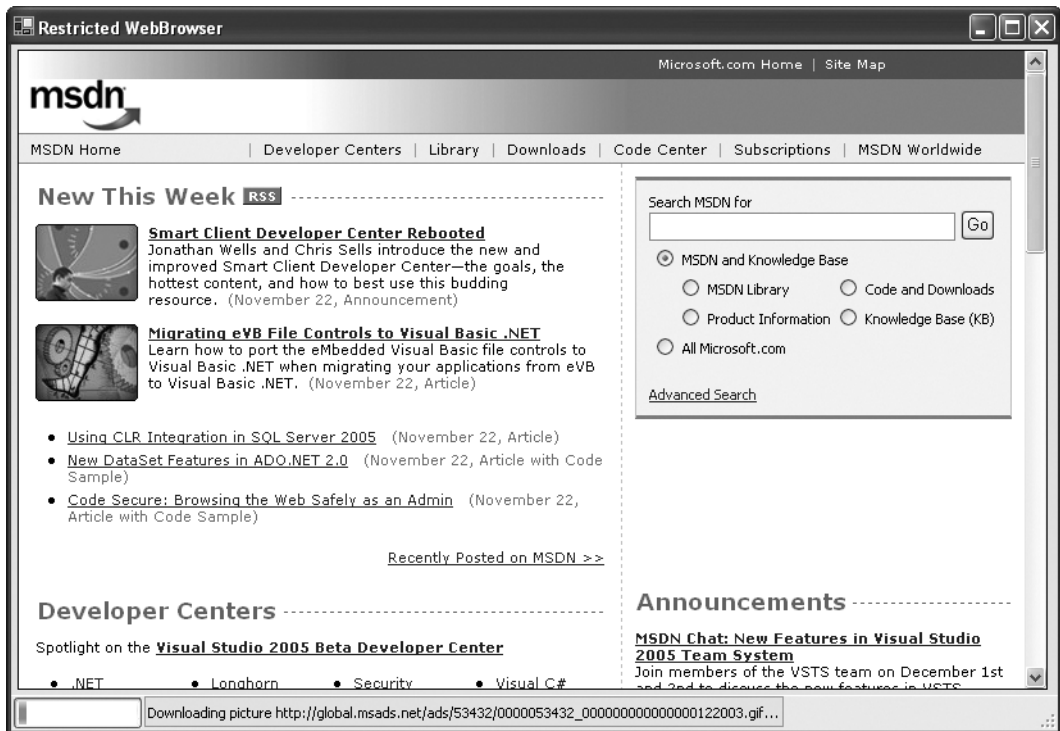 Restricted WebBrowser
Microsoft.com Home | Site Map
msdn
MSDN Home | Developer Centers | Library | Downloads | Code Center | Subscriptions | MSDN Worldwide
New This Week RSS
Smart Client Developer Center Rebooted
Jonathan Wells and Chris Sells introduce the new and
improved Smart Client Developer Center—the goals, the
hottest content, and how to best use this budding
resource. (November 22, Announcement)
Migrating eVB File Controls to Visual Basic .NET
Learn how to port the eMbedded Visual Basic file controls to
Visual Basic .NET when migrating your applications from eVB
to Visual Basic .NET. (November 22, Article)
• Using CLR Integration in SQL Server 2005 (November 22, Article)
• New DataSet Features in ADO.NET 2.0 (November 22, Article with Code
Sample)
• Code Secure: Browsing the Web Safely as an Admin (November 22,
Article with Code Sample)
Recently Posted on MSDN >>
Developer Centers
Spotlight on the Visual Studio 2005 Beta Developer Center
• .NET • Longhorn • Security • Visual C#
Search MSDN for
Go
MSDN and Knowledge Base
MSDN Library Code and Downloads
Product Information Knowledge Base (KB)
All Microsoft.com
Advanced Search
Announcements
MSDN Chat: New Features in Visual Studio
2005 Team System
Join members of the VSTS team on December 1st
and 2nd to discuss the new features in VSTS
Downloading picture http://global.msads.net/ads/53432/0000053432_000000000000000122003.gif...